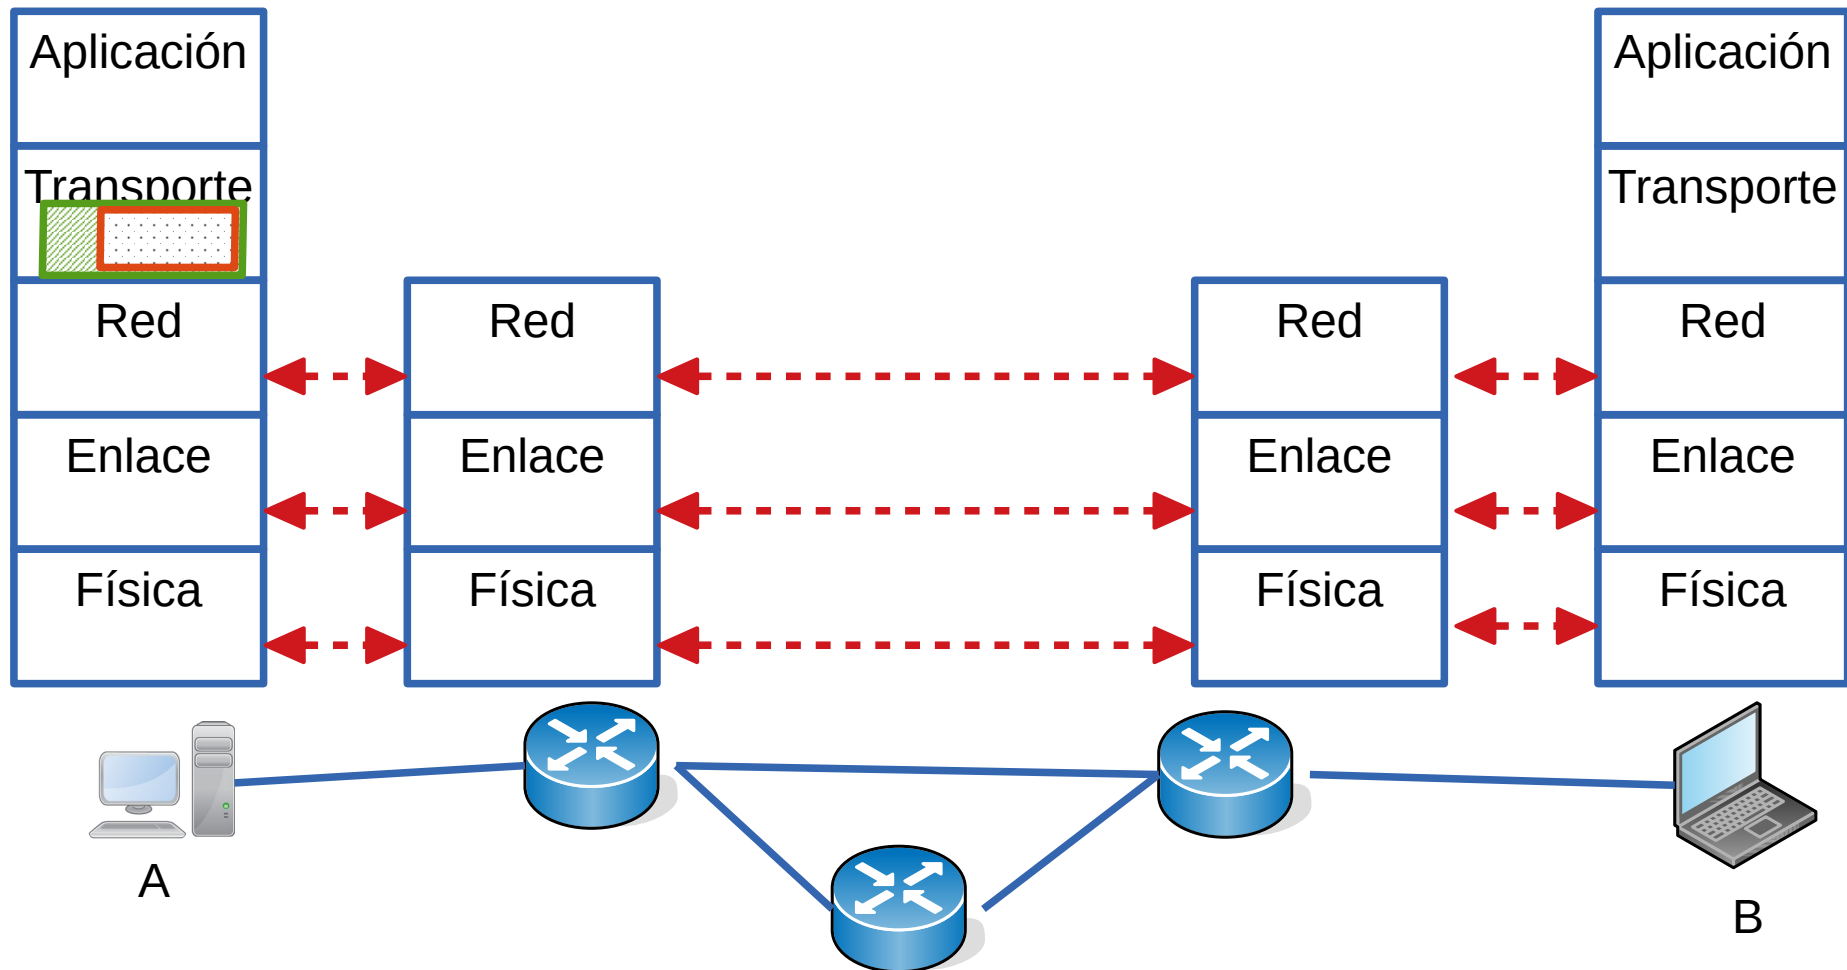 Aplicación
Aplicación
Transporte
Transporte
Red
Red
Red
Red
Enlace
Enlace
Enlace
Enlace
Física
Física
Física
Física
A
B